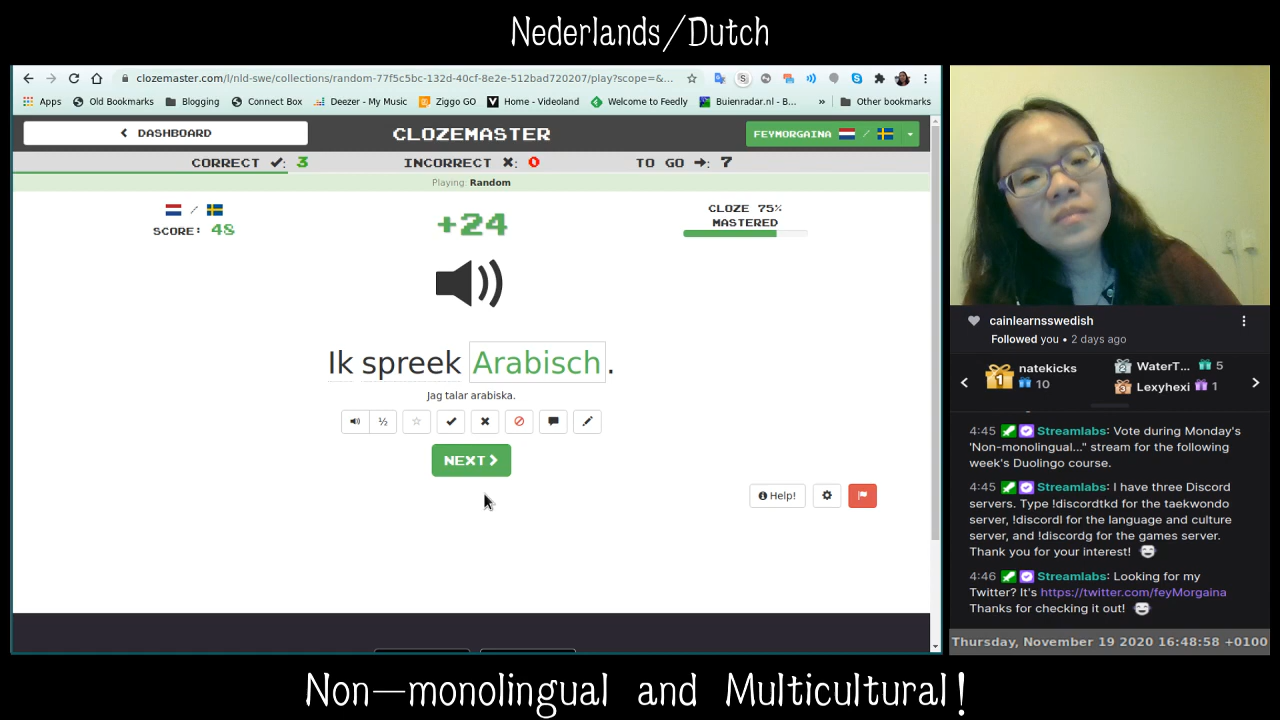 Nederlands/Dutch
clozemaster.com/l/nld-swe/collections/random-77f5c5bc-132d-40cf-8e2e-512bad720207/play?scope=&...
Apps Old Bookmarks Blogging Connect Box Deezer - My Music Ziggo GO Home - Videoland Welcome to Feedly Buienradar.nl - B... » Other bookmarks
DASHBOARD CLOZEMASTER FEYMORGAINA /
CORRECT : 3 INCORRECT : 0 TO GO : 7
Playing: Random
/
SCORE: 48
+24
CLOZE 75%
MASTERED
Ik spreek Arabisch.
Jag talar arabiska.
½
NEXT
Help!
cainlearnsswedish
Followed you • 2 days ago
1 natekicks
10
2 WaterT... 5
3 Lexyhexi 1
4:45 Streamlabs: Vote during Monday's
'Non-monolingual..." stream for the following
week's Duolingo course.
4:45 Streamlabs: I have three Discord
servers. Type !discordtkd for the taekwondo
server, !discordl for the language and culture
server, and !discordg for the games server.
Thank you for your interest!
4:46 Streamlabs: Looking for my
Twitter? It's https://twitter.com/feyMorgaina
Thanks for checking it out!
Thursday, November 19 2020 16:48:58 +0100
Non-monolingual and Multicultural!